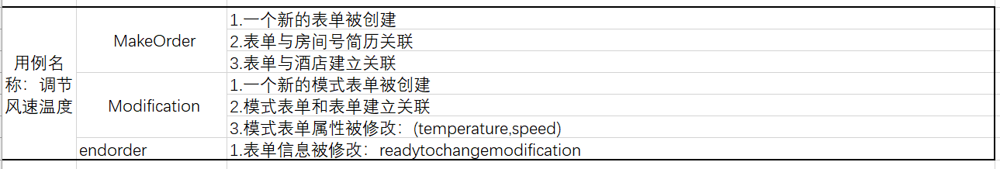 用例名
称：调节
风速温度
MakeOrder
1.一个新的表单被创建
2.表单与房间号简历关联
3.表单与酒店建立关联
Modification
1.一个新的模式表单被创建
2.模式表单和表单建立关联
3.模式表单属性被修改：(temperature,speed)
endorder
1.表单信息被修改：readytochangemodification